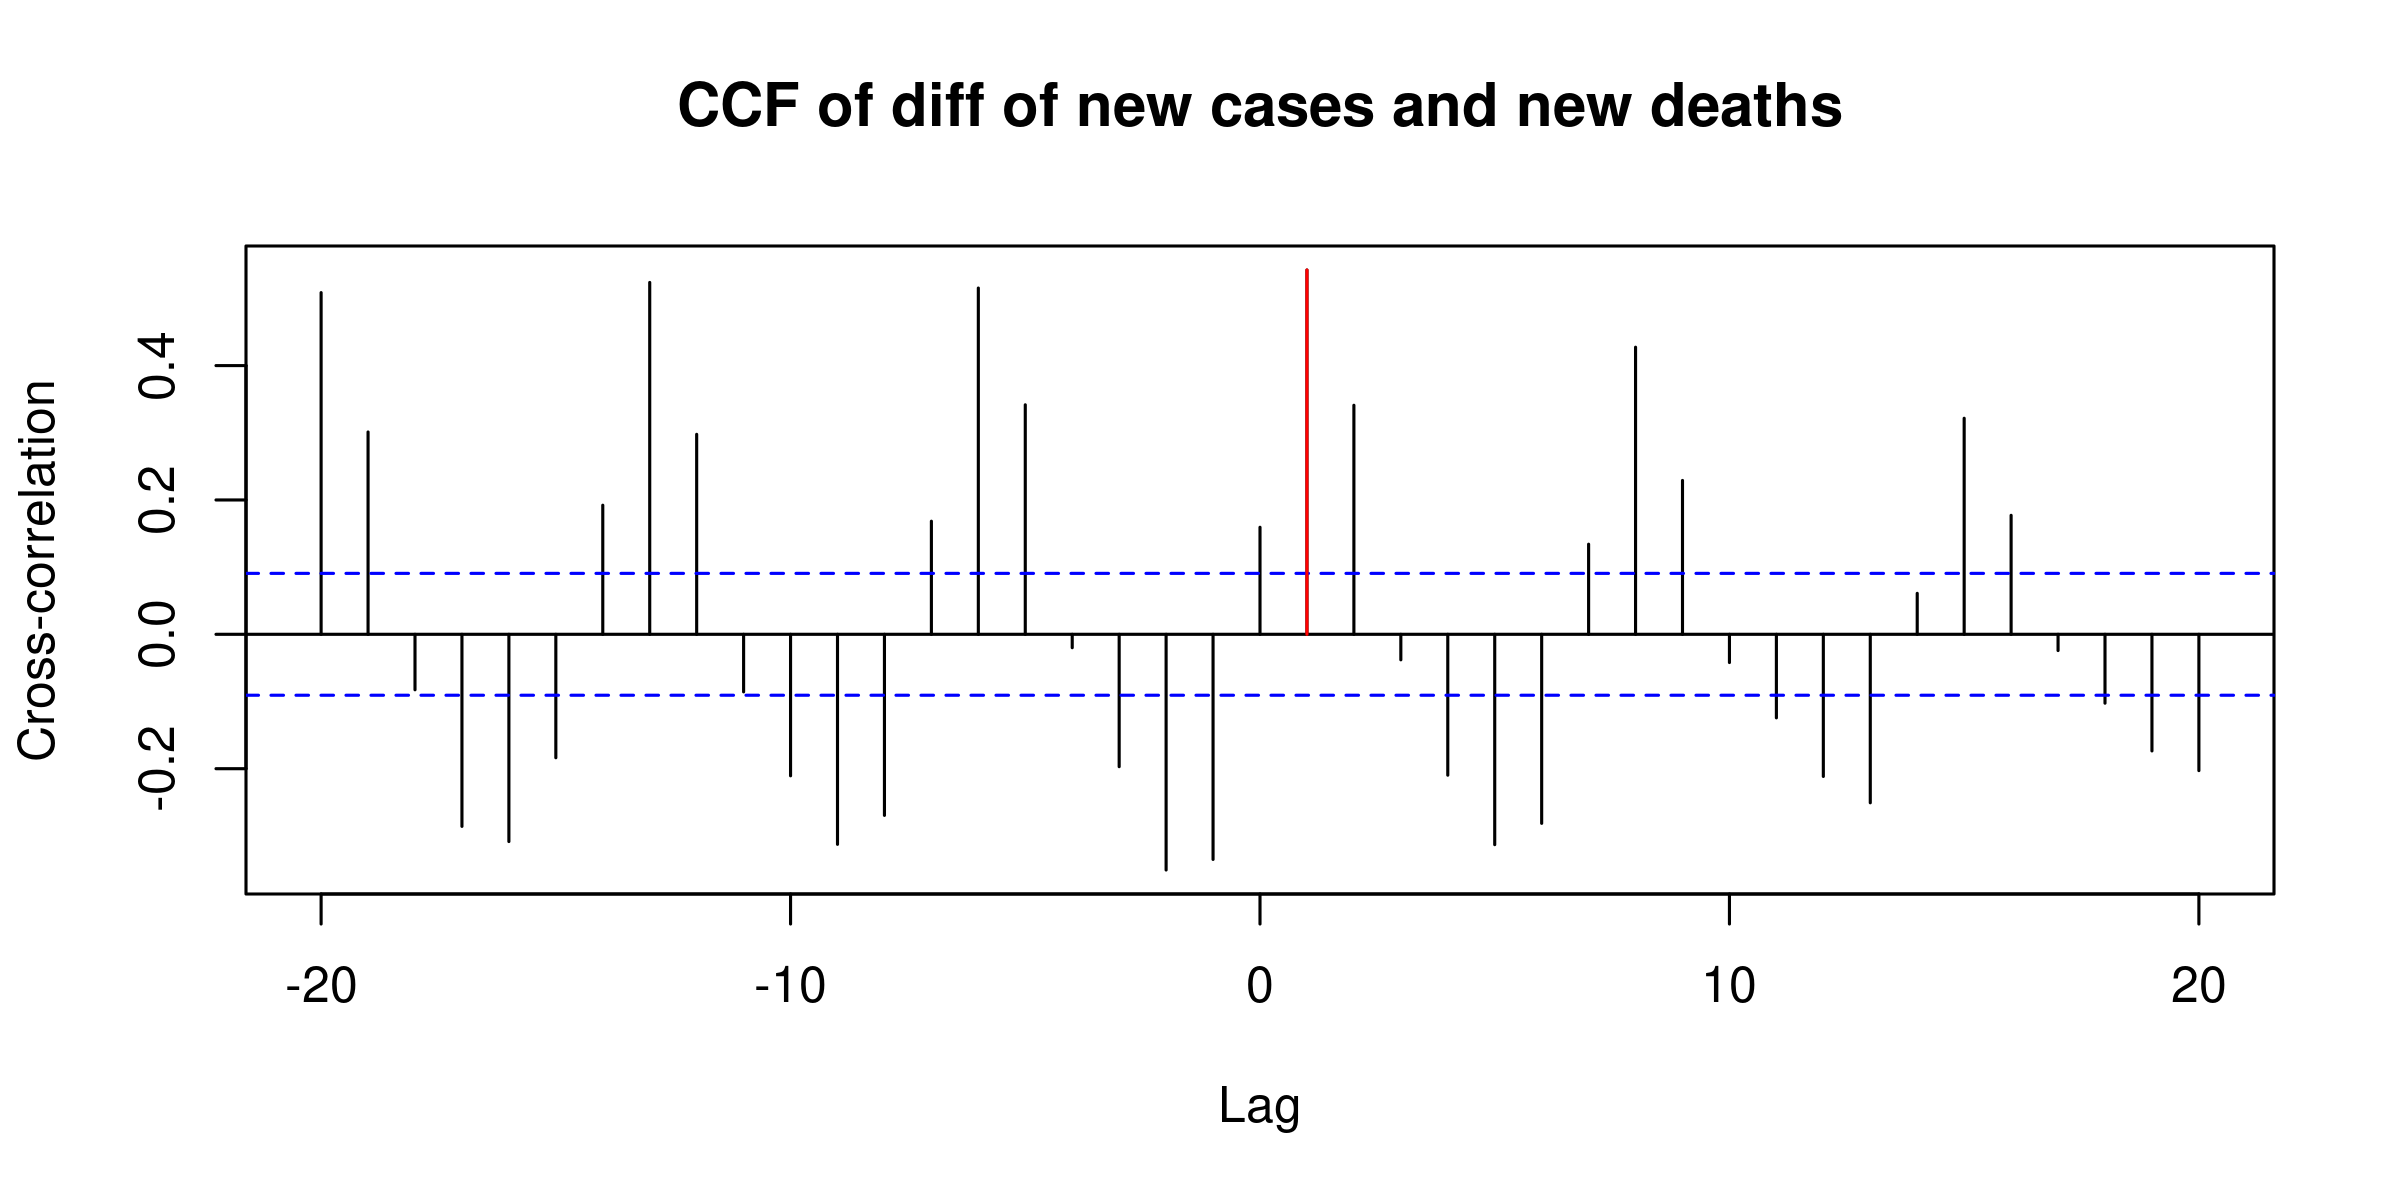 CCF of diff of new cases and new deaths
Cross-correlation
0.4
0.2
0.0
-0.2
-20 -10 0 10 20
Lag